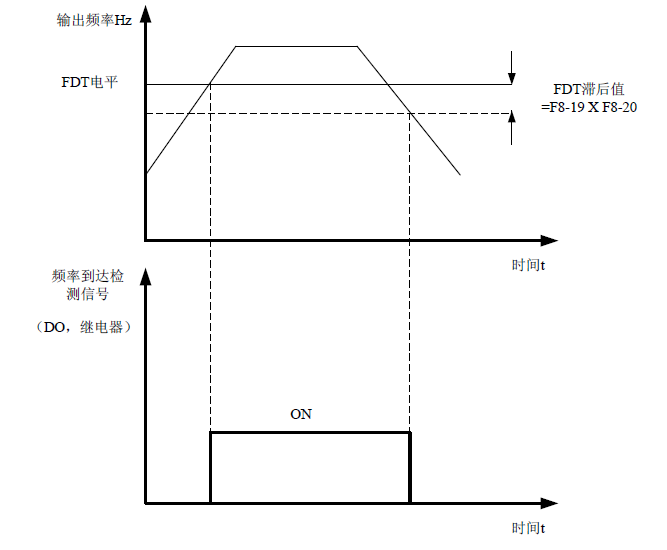 输出频率Hz
FDT电平
FDT滞后值
=F8-19 X F8-20
时间t
频率到达检
测信号
（DO，继电器）
ON
时间t